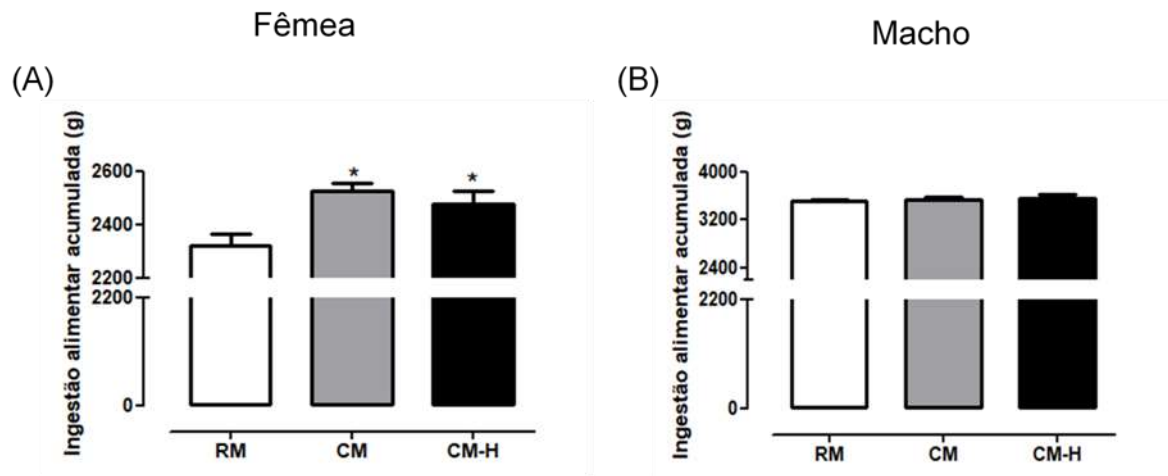 Fêmea
Macho
(A)
(B)
Ingestão alimentar acumulada (g)
2600
2400
2200
2200
0
*
*
RM
CM
CM-H
Ingestão alimentar acumulada (g)
4000
3200
2400
2200
0
RM
CM
CM-H